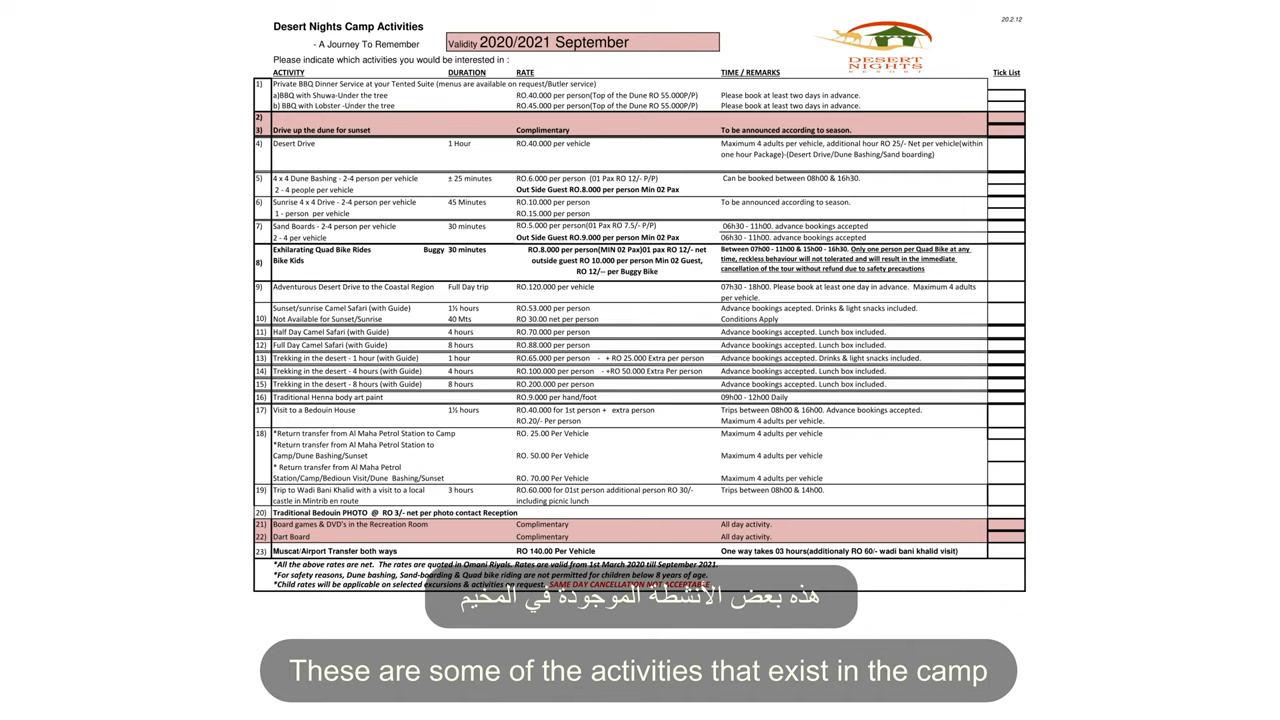 20.2.12
Desert Nights Camp Activities
- A Journey To Remember
Validity 2020/2021 September
DESERT
NIGHTS
RESORT
Please indicate which activities you would be interested in :
ACTIVITY DURATION RATE TIME / REMARKS Tick List
1) Private BBQ Dinner Service at your Tented Suite (menus are available on request/Butler service)
a)BBQ with Shuwa-Under the tree RO.40.000 per person(Top of the Dune RO 55.000P/P) Please book at least two days in advance.
b) BBQ with Lobster -Under the tree RO.45.000 per person(Top of the Dune RO 55.000P/P) Please book at least two days in advance.
2)
3) Drive up the dune for sunset Complimentary To be announced according to season.
4) Desert Drive 1 Hour RO.40.000 per vehicle Maximum 4 adults per vehicle, additional hour RO 25/- Net per vehicle(within
one hour Package)-(Desert Drive/Dune Bashing/Sand boarding)
5) 4 x 4 Dune Bashing - 2-4 person per vehicle ± 25 minutes RO.6.000 per person (01 Pax RO 12/- P/P) Can be booked between 08h00 & 16h30.
2 - 4 people per vehicle Out Side Guest RO.8.000 per person Min 02 Pax
6) Sunrise 4 x 4 Drive - 2-4 person per vehicle 45 Minutes RO.10.000 per person To be announced according to season.
1 - person per vehicle RO.15.000 per person
7) Sand Boards - 2-4 person per vehicle 30 minutes RO.5.000 per person(01 Pax RO 7.5/- P/P) 06h30 - 11h00. advance bookings accepted
2 - 4 per vehicle Out Side Guest RO.9.000 per person Min 02 Pax 06h30 - 11h00. advance bookings accepted
8) Exhilarating Quad Bike Rides Buggy 30 minutes RO.8.000 per person(MIN 02 Pax)01 pax RO 12/- net Between 07h00 - 11h00 & 15h00 - 16h30. Only one person per Quad Bike at any
Bike Kids outside guest RO 10.000 per person Min 02 Guest, time, reckless behaviour will not tolerated and will result in the immediate
RO 12/-- per Buggy Bike cancellation of the tour without refund due to safety precautions
9) Adventurous Desert Drive to the Coastal Region Full Day trip RO.120.000 per vehicle 07h30 - 18h00. Please book at least one day in advance. Maximum 4 adults
per vehicle.
Sunset/sunrise Camel Safari (with Guide) 1½ hours RO.53.000 per person Advance bookings acepted. Drinks & light snacks included.
10) Not Available for Sunset/Sunrise 40 Mts RO 30.00 net per person Conditions Apply
11) Half Day Camel Safari (with Guide) 4 hours RO.70.000 per person Advance bookings accepted. Lunch box included.
12) Full Day Camel Safari (with Guide) 8 hours RO.88.000 per person Advance bookings accepted. Lunch box included.
13) Trekking in the desert - 1 hour (with Guide) 1 hour RO.65.000 per person - + RO 25.000 Extra per person Advance bookings accepted. Drinks & light snacks included.
14) Trekking in the desert - 4 hours (with Guide) 4 hours RO.100.000 per person - +RO 50.000 Extra Per person Advance bookings accepted. Lunch box included.
15) Trekking in the desert - 8 hours (with Guide) 8 hours RO.200.000 per person Advance bookings accepted. Lunch box included.
16) Traditional Henna body art paint RO.9.000 per hand/foot 09h00 - 12h00 Daily
17) Visit to a Bedouin House 1½ hours RO.40.000 for 1st person + extra person Trips between 08h00 & 16h00. Advance bookings accepted.
RO.20/- Per person Maximum 4 adults per vehicle.
18) *Return transfer from Al Maha Petrol Station to Camp RO. 25.00 Per Vehicle Maximum 4 adults per vehicle
*Return transfer from Al Maha Petrol Station to
Camp/Dune Bashing/Sunset RO. 50.00 Per Vehicle Maximum 4 adults per vehicle
* Return transfer from Al Maha Petrol
Station/Camp/Bedioun Visit/Dune Bashing/Sunset RO. 70.00 Per Vehicle Maximum 4 adults per vehicle
19) Trip to Wadi Bani Khalid with a visit to a local 3 hours RO.60.000 for 01st person additional person RO 30/- Trips between 08h00 & 14h00.
castle in Mintrib en route including picnic lunch
20) Traditional Bedouin PHOTO @ RO 3/- net per photo contact Reception
21) Board games & DVD's in the Recreation Room Complimentary All day activity.
22) Dart Board Complimentary All day activity.
23) Muscat/Airport Transfer both ways RO 140.00 Per Vehicle One way takes 03 hours(additionaly RO 60/- wadi bani khalid visit)
*All the above rates are net. The rates are quoted in Omani Riyals. Rates are valid from 1st March 2020 till September 2021.
*For safety reasons, Dune bashing, Sand-boarding & Quad bike riding are not permitted for children below 8 years of age.
*Child rates will be applicable on selected excursions & activities on request. SAME DAY CANCELLATION NOT ACCEPTABLE
هذه بعض الأنشطة الموجودة في المخيم
These are some of the activities that exist in the camp